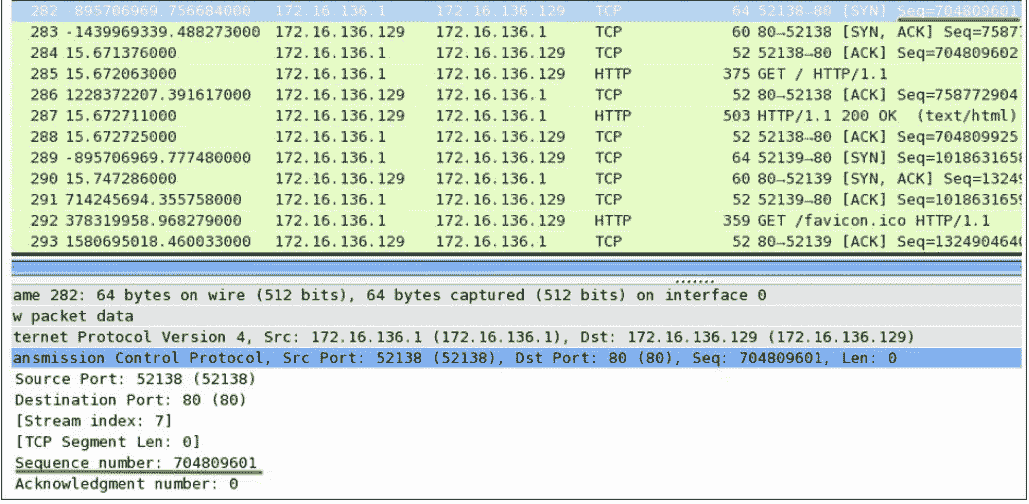 282 895706969.756684000 172.16.136.1 172.16.136.129 TCP 64 52138→80 [SYN] Seq=704809601
283 -1439969339.488273000 172.16.136.129 172.16.136.1 TCP 60 80→52138 [SYN, ACK] Seq=7587
284 15.671376000 172.16.136.1 172.16.136.129 TCP 52 52138→80 [ACK] Seq=704809602
285 15.672063000 172.16.136.1 172.16.136.129 HTTP 375 GET / HTTP/1.1
286 1228372207.391617000 172.16.136.129 172.16.136.1 TCP 52 80→52138 [ACK] Seq=758772904
287 15.672711000 172.16.136.129 172.16.136.1 HTTP 503 HTTP/1.1 200 OK (text/html)
288 15.672725000 172.16.136.1 172.16.136.129 TCP 52 52138→80 [ACK] Seq=704809925
289 -895706969.777480000 172.16.136.1 172.16.136.129 TCP 64 52139→80 [SYN] Seq=1018631658
290 15.747286000 172.16.136.129 172.16.136.1 TCP 60 80→52139 [SYN, ACK] Seq=13249
291 714245694.355758000 172.16.136.1 172.16.136.129 TCP 52 52139→80 [ACK] Seq=1018631659
292 378319958.968279000 172.16.136.1 172.16.136.129 HTTP 359 GET /favicon.ico HTTP/1.1
293 1580695018.460033000 172.16.136.129 172.16.136.1 TCP 52 80→52139 [ACK] Seq=1324904640
ame 282: 64 bytes on wire (512 bits), 64 bytes captured (512 bits) on interface 0
w packet data
ternet Protocol Version 4, Src: 172.16.136.1 (172.16.136.1), Dst: 172.16.136.129 (172.16.136.129)
ansmission Control Protocol, Src Port: 52138 (52138), Dst Port: 80 (80), Seq: 704809601, Len: 0
Source Port: 52138 (52138)
Destination Port: 80 (80)
[Stream index: 7]
[TCP Segment Len: 0]
Sequence number: 704809601
Acknowledgment number: 0